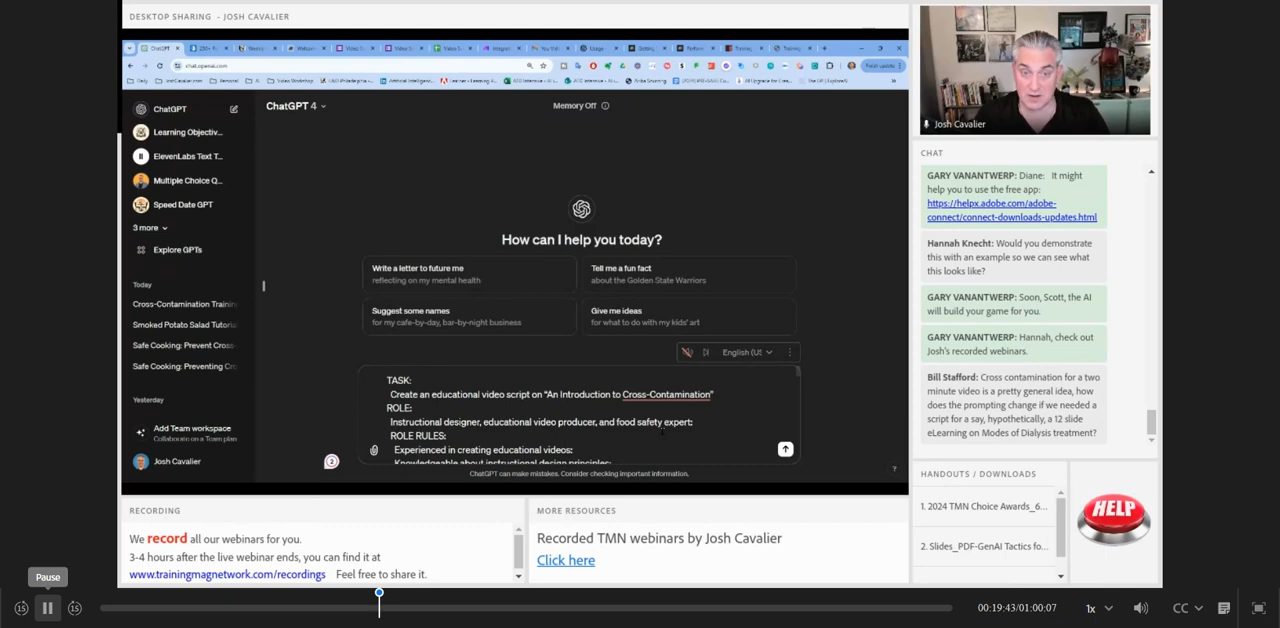 DESKTOP SHARING - JOSH CAVALIER
ChatGPT
chat.openai.com
ChatGPT
Learning Objectiv...
ElevenLabs Text T...
Multiple Choice Q...
Speed Date GPT
3 more
Explore GPTs
Today
Cross-Contamination Trainin
Smoked Potato Salad Tutoria
Safe Cooking: Prevent Cross-
Safe Cooking: Preventing Cro
Yesterday
Add Team workspace
Collaborate on a Team plan
Josh Cavalier
ChatGPT 4
Memory Off
How can I help you today?
Write a letter to future me
reflecting on my mental health
Tell me a fun fact
about the Golden State Warriors
Suggest some names
for my cafe-by-day, bar-by-night business
Give me ideas
for what to do with my kids' art
English (US
TASK:
Create an educational video script on "An Introduction to Cross-Contamination"
ROLE:
Instructional designer, educational video producer, and food safety expert:
ROLE RULES:
Experienced in creating educational videos:
Knowledgeable about instructional design principles:
2
ChatGPT can make mistakes. Consider checking important information.
?
Josh Cavalier
CHAT
GARY VANANTWERP: Diane: It might
help you to use the free app:
https://helpx.adobe.com/adobe-
connect/connect-downloads-updates.html
Hannah Knecht: Would you demonstrate
this with an example so we can see what
this looks like?
GARY VANANTWERP: Soon, Scott, the AI
will build your game for you.
GARY VANANTWERP: Hannah, check out
Josh's recorded webinars.
Bill Stafford: Cross contamination for a two
minute video is a pretty general idea, how
does the prompting change if we needed a
script for a say, hypothetically, a 12 slide
eLearning on Modes of Dialysis treatment?
HANDOUTS / DOWNLOADS
1. 2024 TMN Choice Awards_6...
2. Slides_PDF-GenAI Tactics fo...
HELP
RECORDING
We record all our webinars for you.
3-4 hours after the live webinar ends, you can find it at
www.trainingmagnetwork.com/recordings Feel free to share it.
MORE RESOURCES
Recorded TMN webinars by Josh Cavalier
Click here
Pause
15
15
00:19:43/01:00:07
1x
CC